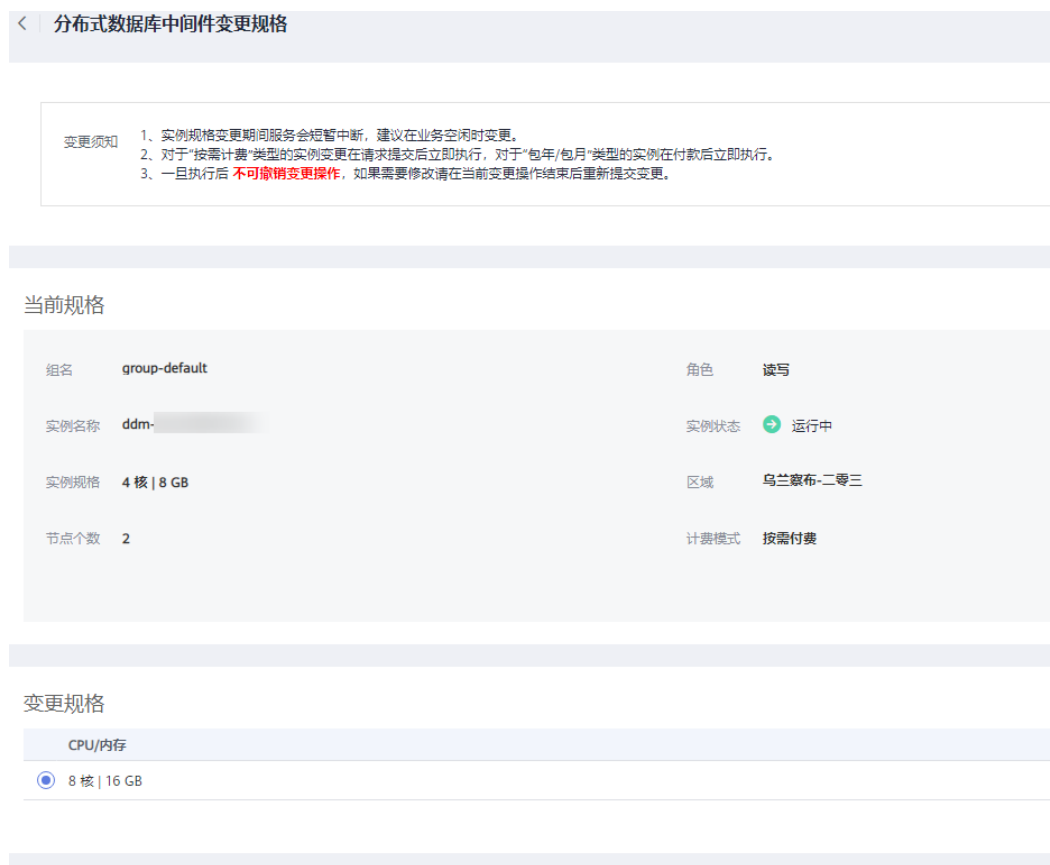 分布式数据库中间件变更规格
变更须知
1、实例规格变更期间服务会短暂中断，建议在业务空闲时变更。
2、对于"按需计费"类型的实例变更在请求提交后立即执行，对于"包年/包月"类型的实例在付款后立即执行。
3、一旦执行后 不可撤销变更操作，如果需要修改请在当前变更操作结束后重新提交变更。
当前规格
组名 group-default 角色 读写
实例名称 ddm- 实例状态 运行中
实例规格 4 核 | 8 GB 区域 乌兰察布-二零三
节点个数 2 计费模式 按需付费
变更规格
CPU/内存
8 核 | 16 GB